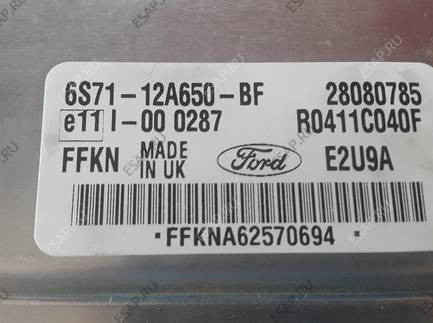 6S71-12A650-BF 28080785
e11 I-00 0287 R0411C040F
FFKN MADE IN UK Ford E2U9A
·FFKNA62570694·
ESAP.RU